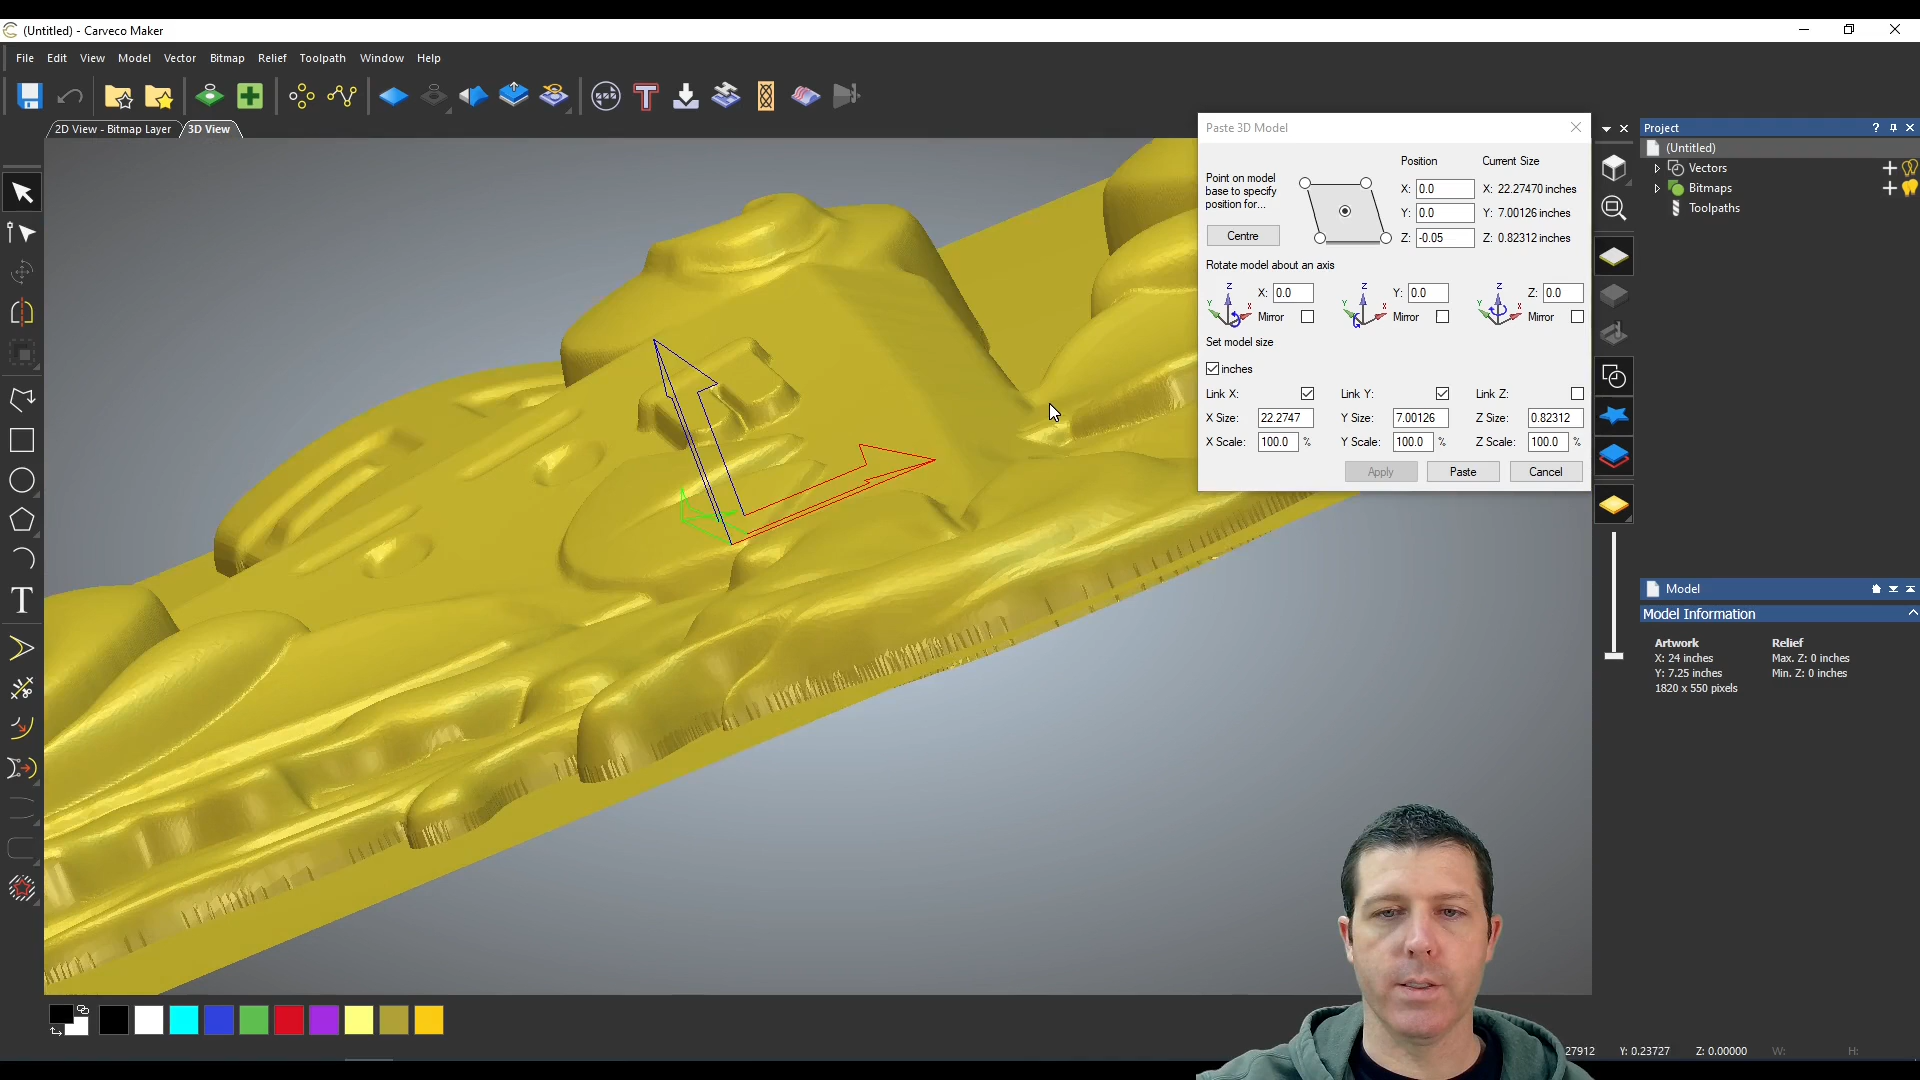 (Untitled) - Carveco Maker
File Edit View Model Vector Bitmap Relief Toolpath Window Help
2D View - Bitmap Layer 3D View
Paste 3D Model
Position Current Size
Point on model
base to specify
position for...
X: 0.0 X: 22.27470 inches
Y: 0.0 Y: 7.00126 inches
Centre
Z: -0.05 Z: 0.82312 inches
Rotate model about an axis
X: 0.0 Y: 0.0 Z: 0.0
Mirror Mirror Mirror
Set model size
inches
Link X: Link Y: Link Z:
X Size: 22.2747 Y Size: 7.00126 Z Size: 0.82312
X Scale: 100.0 % Y Scale: 100.0 % Z Scale: 100.0 %
Apply Paste Cancel
Project
(Untitled)
Vectors
Bitmaps
Toolpaths
Model
Model Information
Artwork Relief
X: 24 inches Max. Z: 0 inches
Y: 7.25 inches Min. Z: 0 inches
1820 x 550 pixels
27912 Y: 0.23727 Z: 0.00000 W: H: